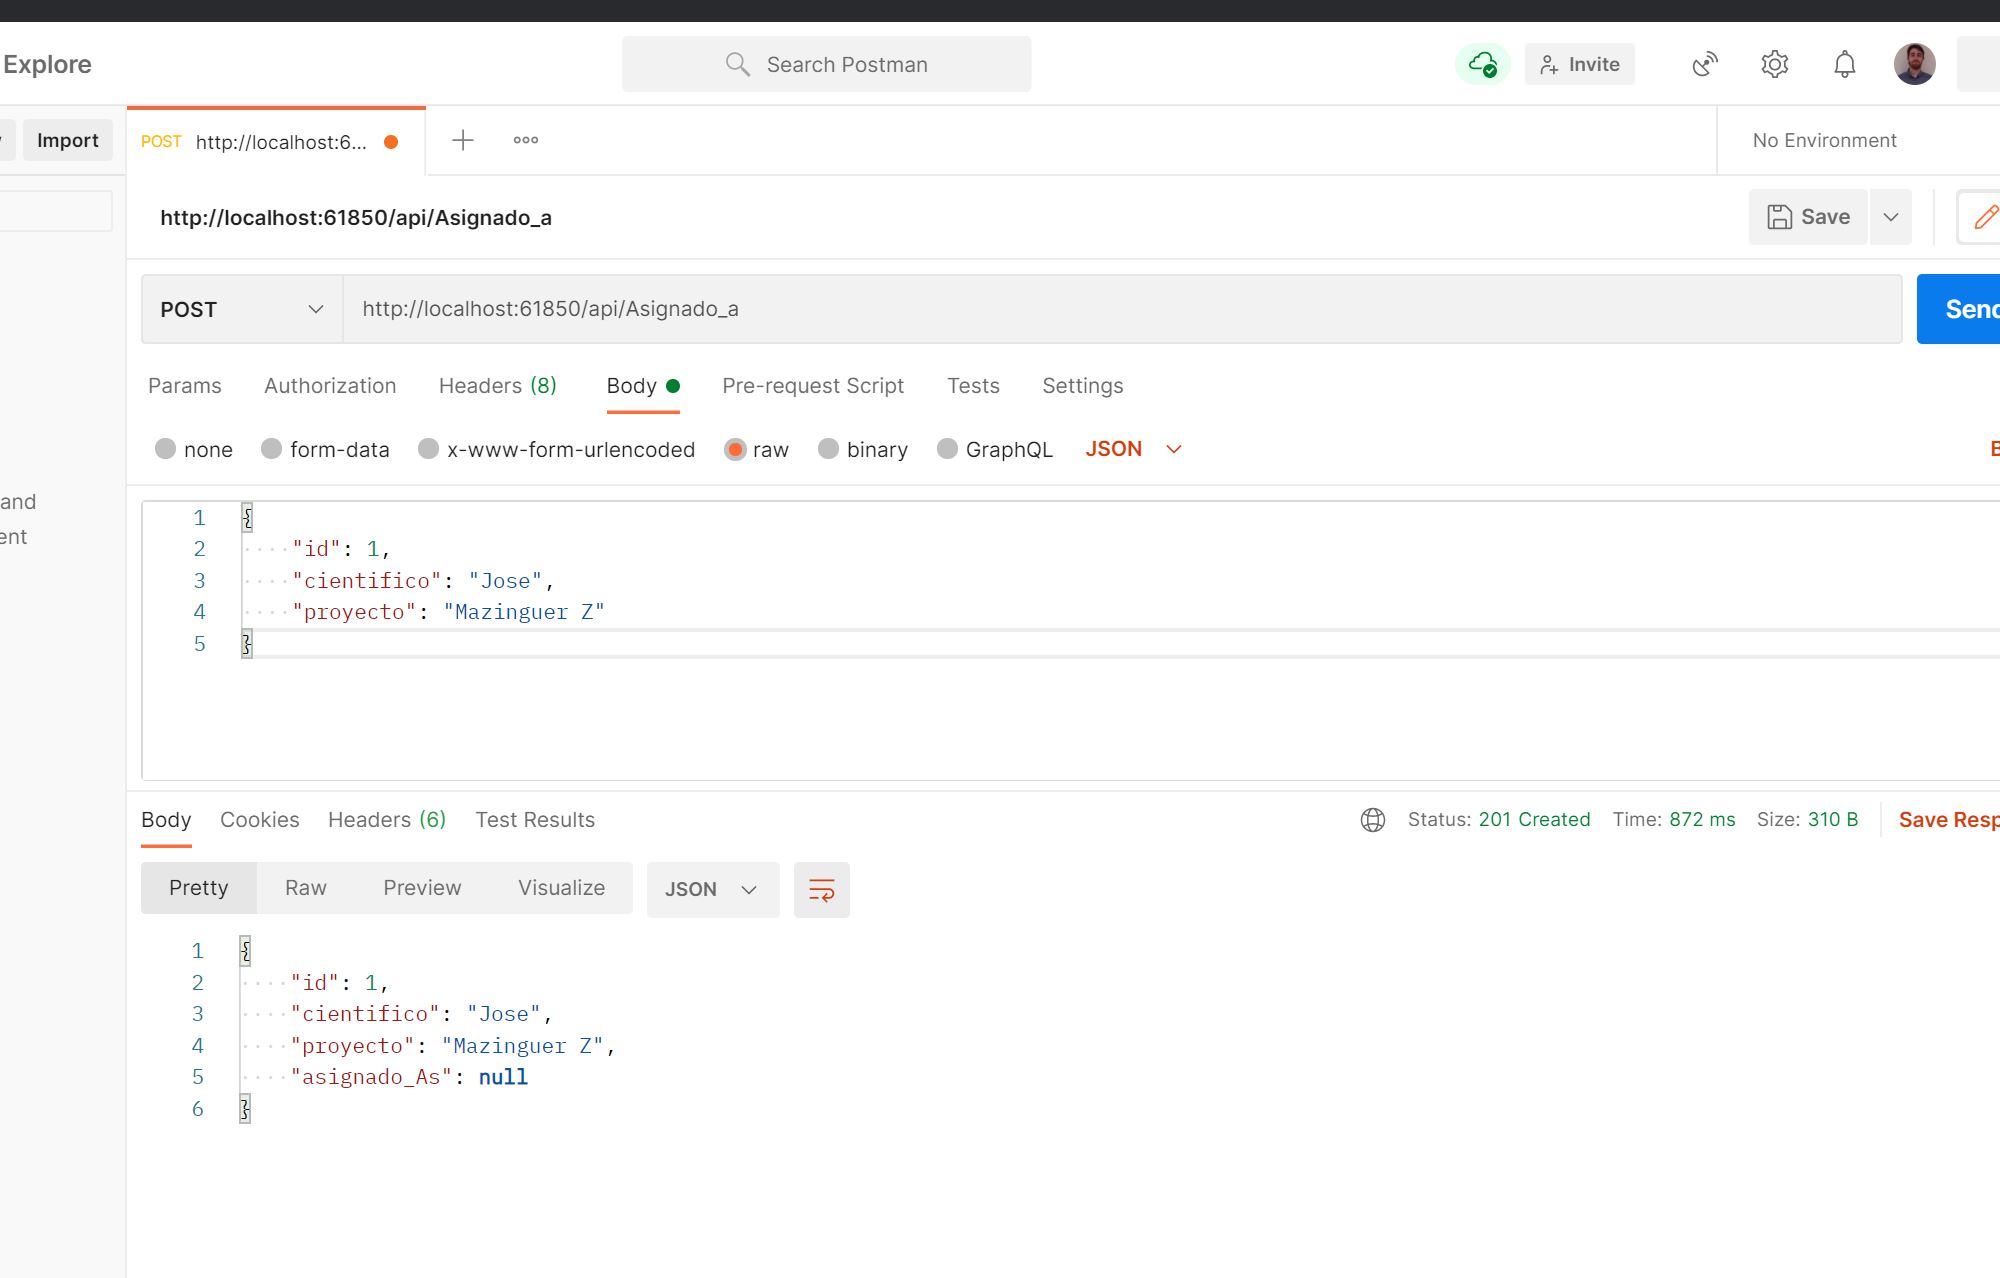 Explore
Search Postman
Invite
Import
POST http://localhost:6...
No Environment
http://localhost:61850/api/Asignado_a
Save
POST
http://localhost:61850/api/Asignado_a
Send
Params Authorization Headers (8) Body Pre-request Script Tests Settings
none form-data x-www-form-urlencoded raw binary GraphQL JSON
and
ent
1 {
2 "id": 1,
3 "cientifico": "Jose",
4 "proyecto": "Mazinguer Z"
5 }
Body Cookies Headers (6) Test Results
Status: 201 Created Time: 872 ms Size: 310 B Save Resp
Pretty Raw Preview Visualize JSON
1 {
2 "id": 1,
3 "cientifico": "Jose",
4 "proyecto": "Mazinguer Z",
5 "asignado_As": null
6 }